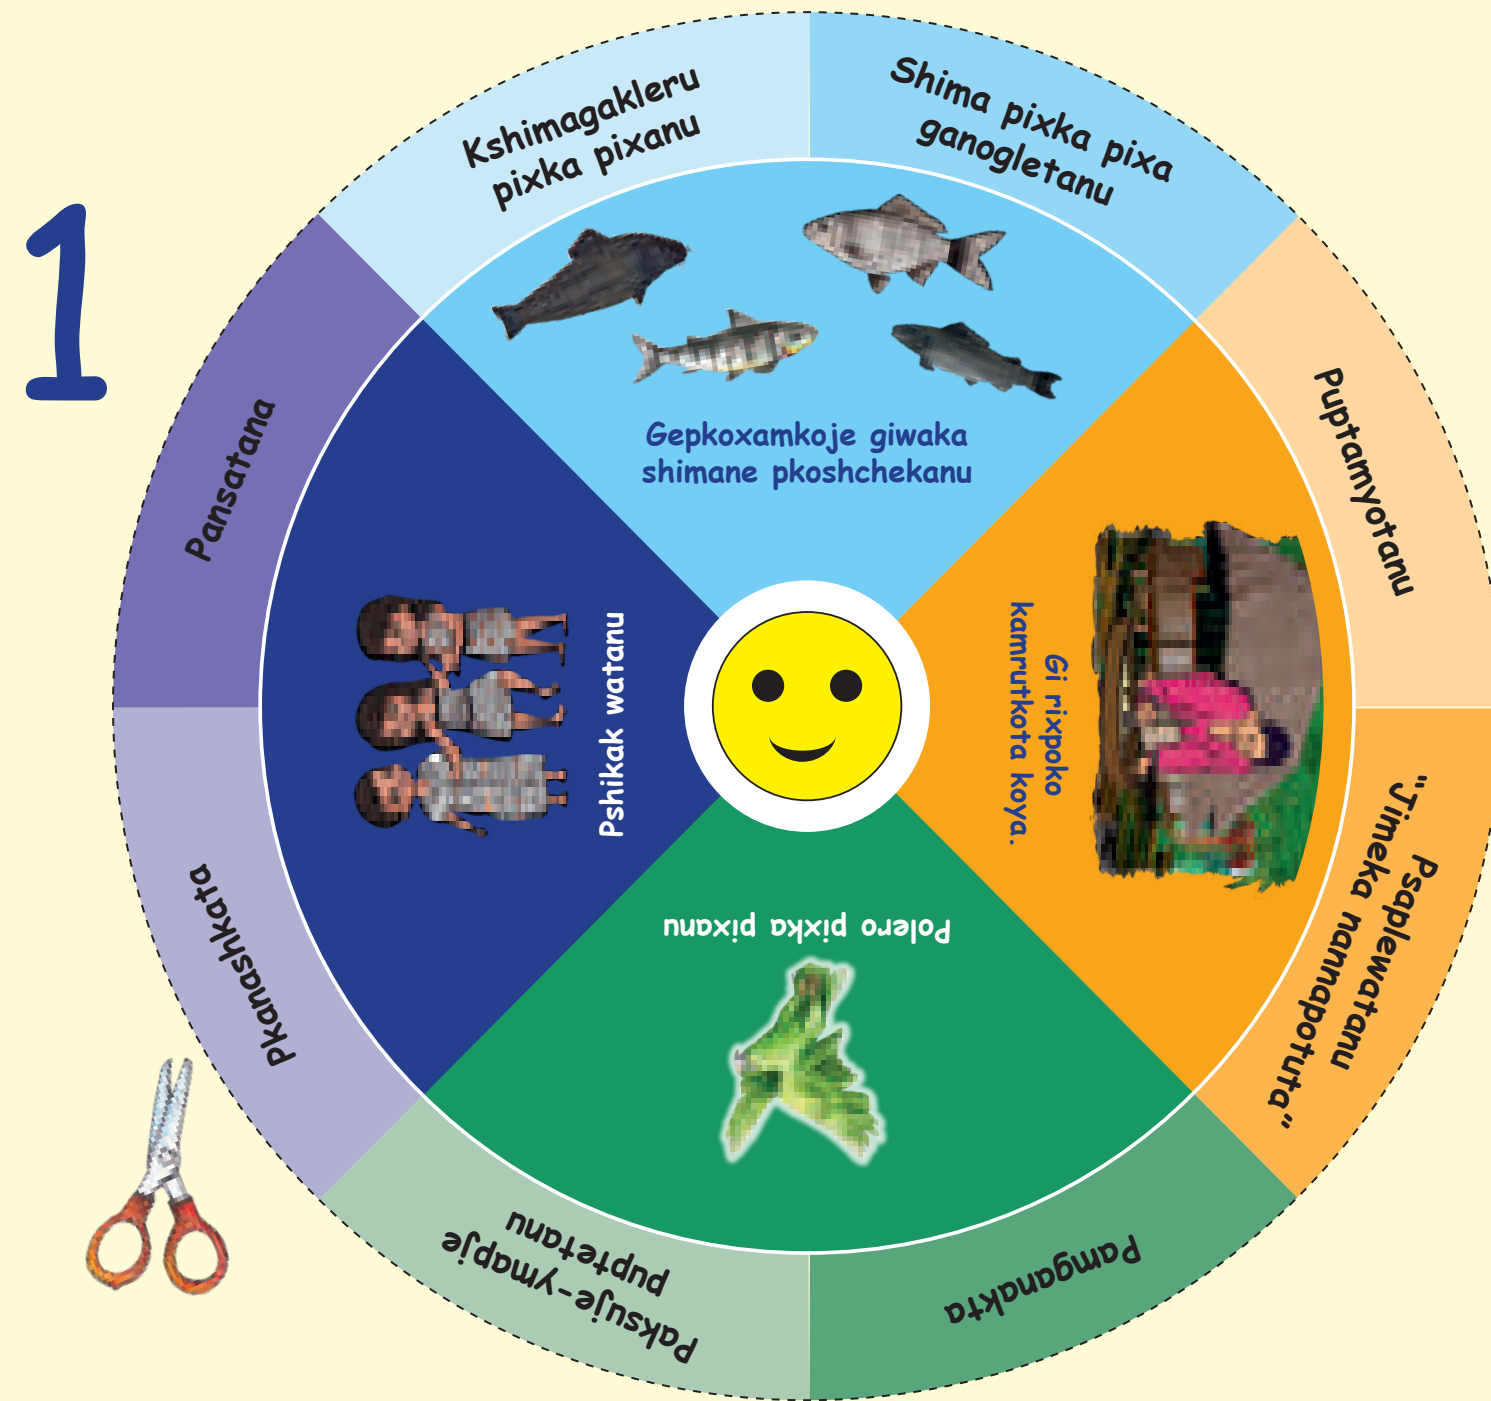 1
Kshimagakleru
pixka pixanu
Shima pixka pixa
ganogletanu
Puptamyotanu
Psaplewatanu
"Jimeka nannapotuta"
Pamganakta
Paksuje-ymapje
puptetanu
Pkanashkata
Pansatana
Gepkoxamkoje giwaka
shimane pkoshchekanu
Gi rixpoko
kamrutkota koya.
Polero pixka pixanu
Pshikak watanu